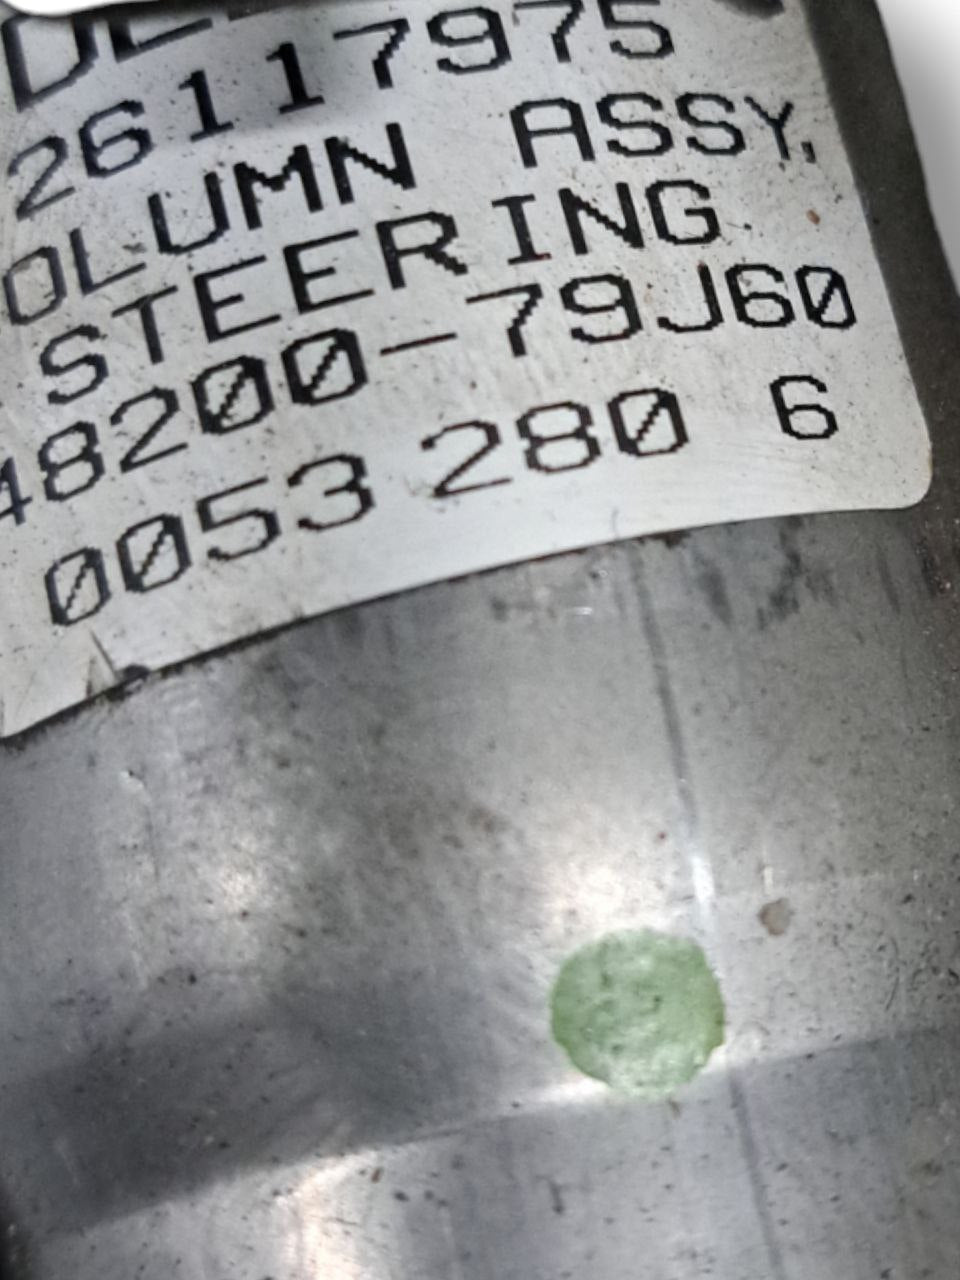 26117975
OLUMN ASSY.
STEERING
48200-79J60
0053 280 6